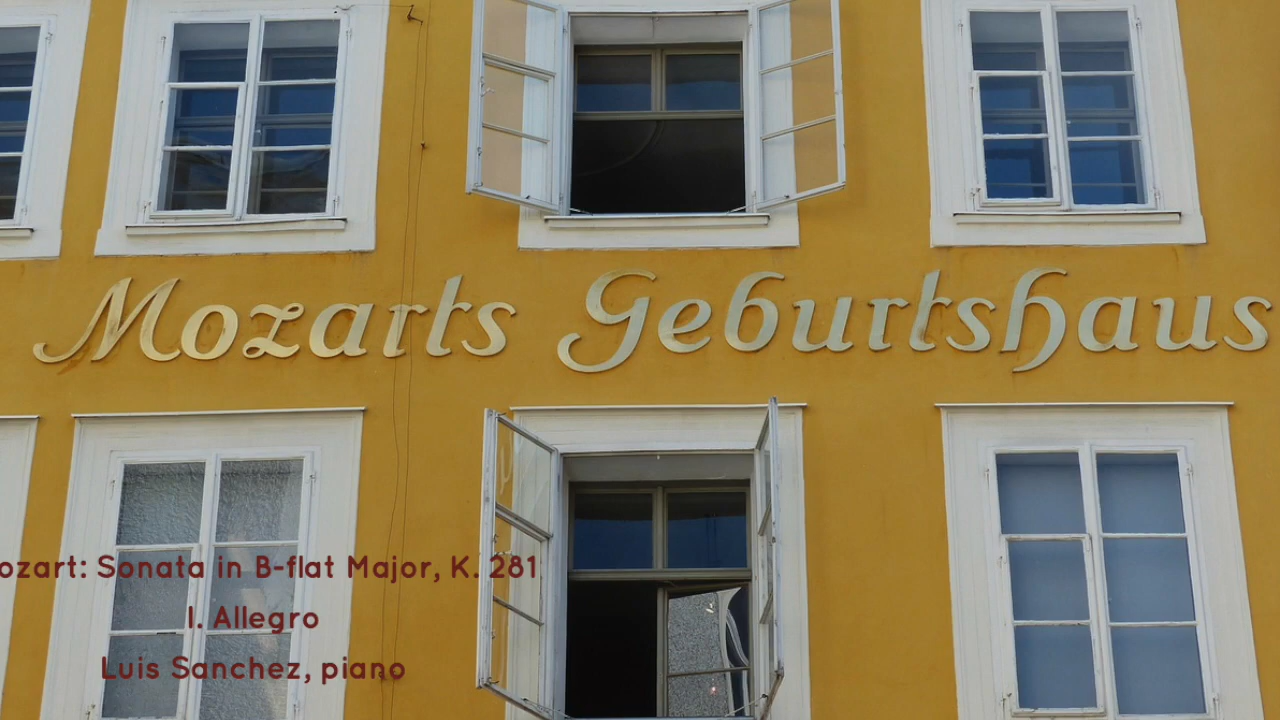 Mozarts Geburtshaus
ozart: Sonata in B-flat Major, K. 281
I. Allegro
Luis Sanchez, piano